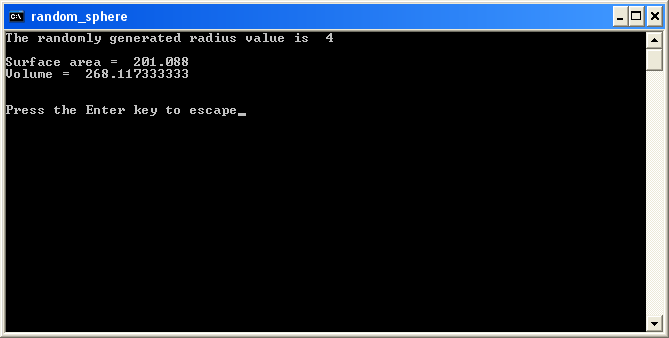 random_sphere
The randomly generated radius value is  4
Surface area =  201.088
Volume =  268.117333333
Press the Enter key to escape